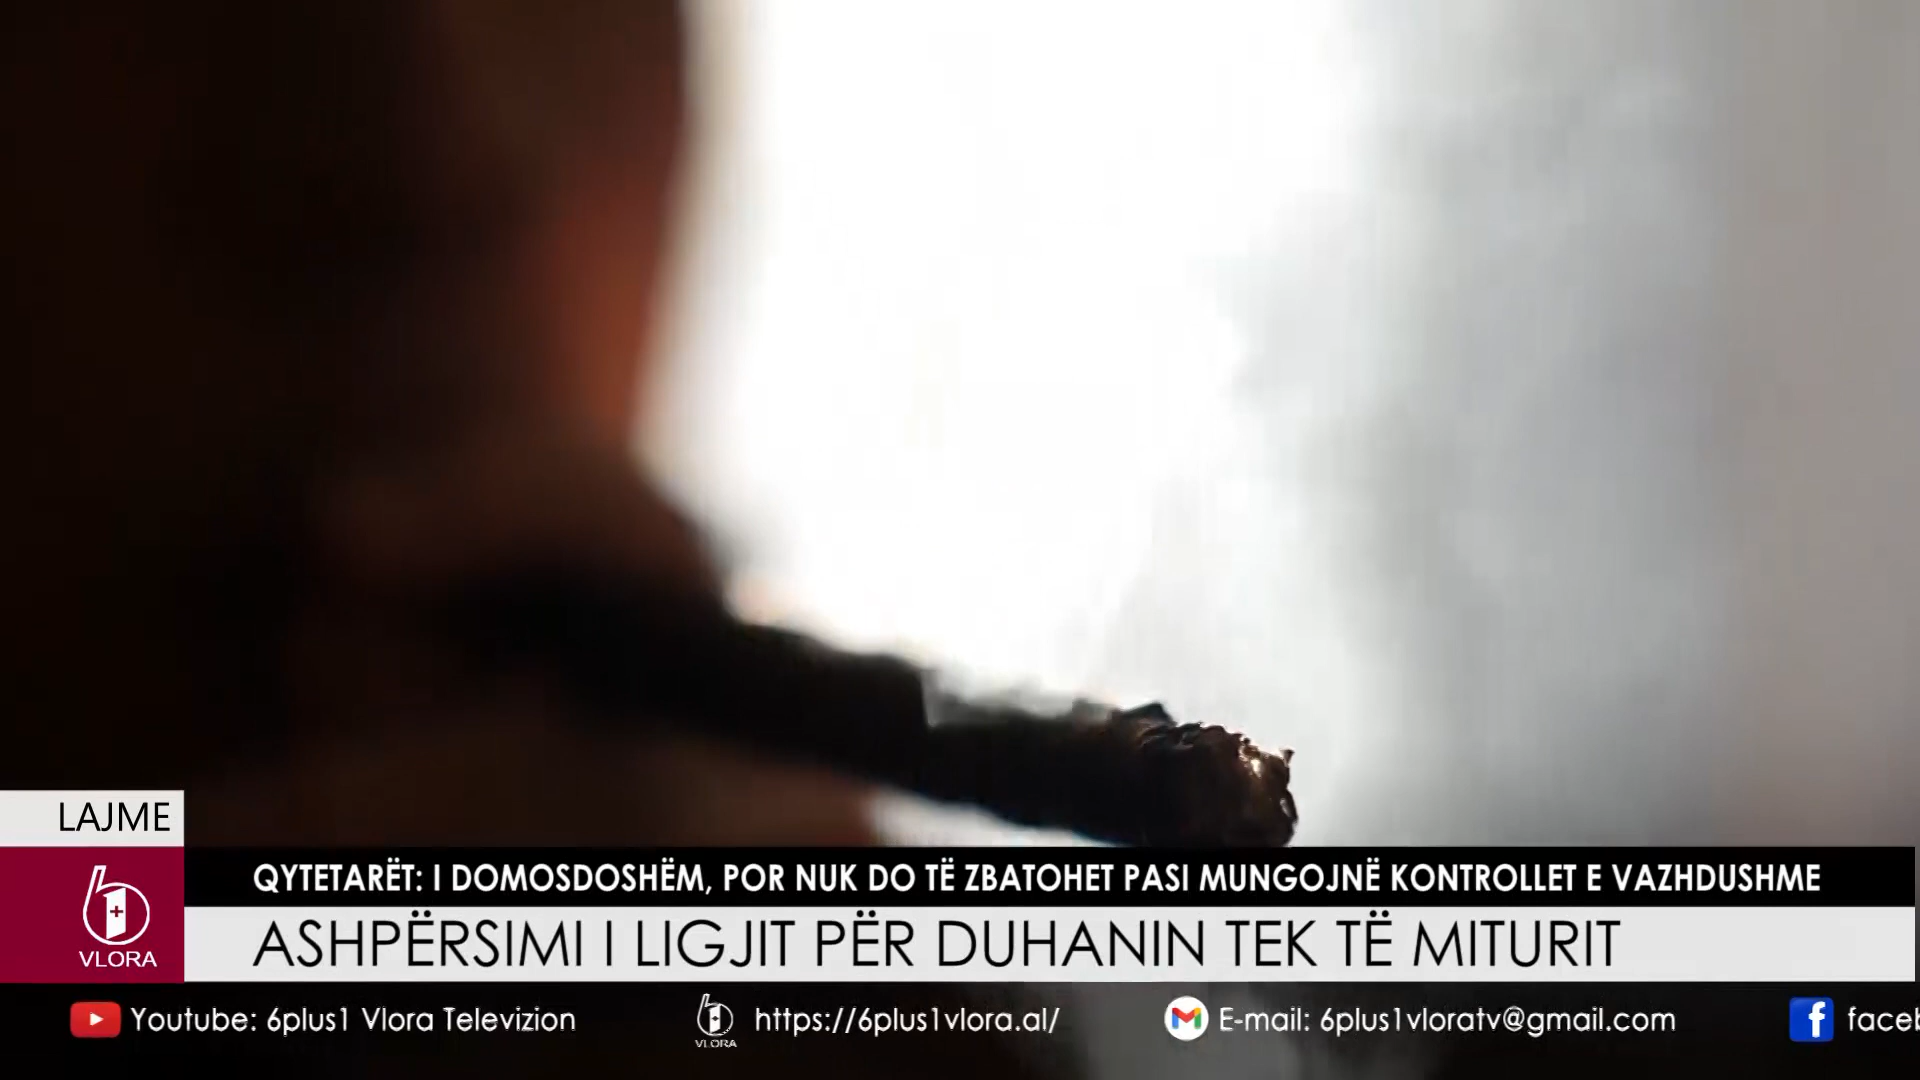 LAJME
QYTETARËT: I DOMOSDOSHËM, POR NUK DO TË ZBATOHET PASI MUNGOJNË KONTROLLET E VAZHDUSHME
ASHPËRSIMI I LIGJIT PËR DUHANIN TEK TË MITURIT
VLORA
Youtube: 6plus1 Vlora Televizion
VLORA
https://6plus1vlora.al/
E-mail: 6plus1vloratv@gmail.com